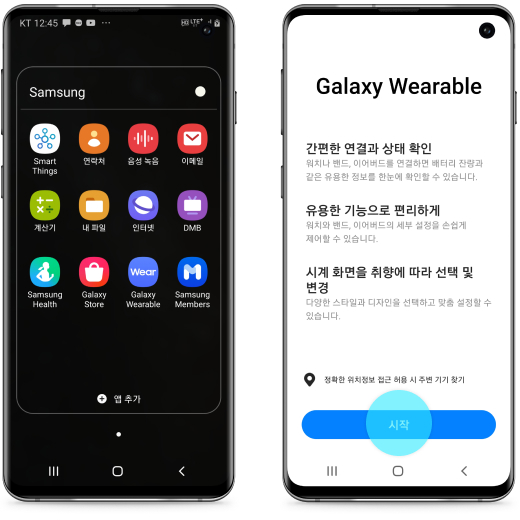 KT 12:45
Samsung
Smart
Things
연락처
음성 녹음
이메일
계산기
내 파일
인터넷
DMB
Wear
Samsung
Health
Galaxy
Store
Galaxy
Wearable
Samsung
Members
앱 추가
Galaxy Wearable
간편한 연결과 상태 확인
워치나 밴드, 이어버드를 연결하면 배터리 잔량과
같은 유용한 정보를 한눈에 확인할 수 있습니다.
유용한 기능으로 편리하게
워치와 밴드, 이어버드의 세부 설정을 손쉽게
제어할 수 있습니다.
시계 화면을 취향에 따라 선택 및
변경
다양한 스타일과 디자인을 선택하고 맞춤 설정할 수
있습니다.
정확한 위치정보 접근 허용 시 주변 기기 찾기
시작